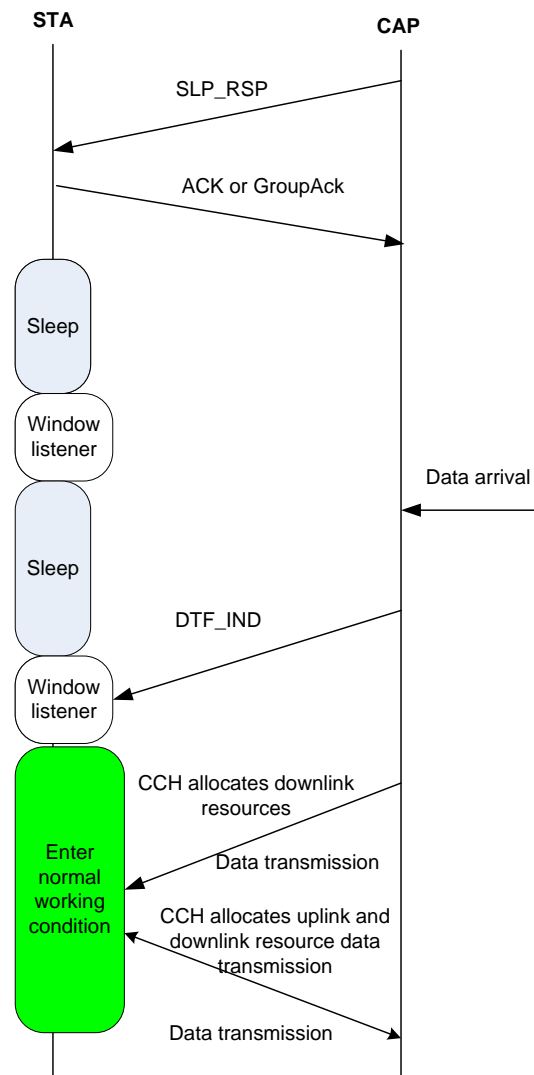 STA
CAP
SLP_RSP
ACK or GroupAck
Sleep
Window
listener
Data arrival
Sleep
DTF_IND
Window
listener
CCH allocates downlink
resources
Data transmission
Enter
normal
working
condition
CCH allocates uplink and
downlink resource data
transmission
Data transmission